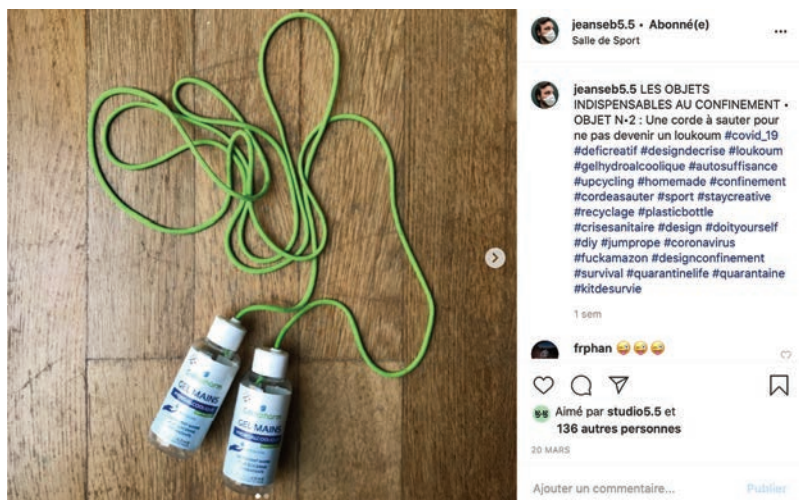 GEL MAINS
GEL MAINS
jeanseb5.5 • Abonné(e)
Salle de Sport
jeanseb5.5 LES OBJETS
INDISPENSABLES AU CONFINEMENT •
OBJET N•2 : Une corde à sauter pour
ne pas devenir un loukoum #covid_19
#deficreatif #designdecrise #loukoum
#gelhydroalcoolique #autosuffisance
#upcycling #homemade #confinement
#cordeasauter #sport #staycreative
#recyclage #plasticbottle
#crisesanitaire #design #doityourself
#diy #jumprope #coronavirus
#fuckamazon #designconfinement
#survival #quarantinelife #quarantaine
#kitdesurvie
1 sem
frphan
Aimé par studio5.5 et
136 autres personnes
20 MARS
Ajouter un commentaire...
Publier